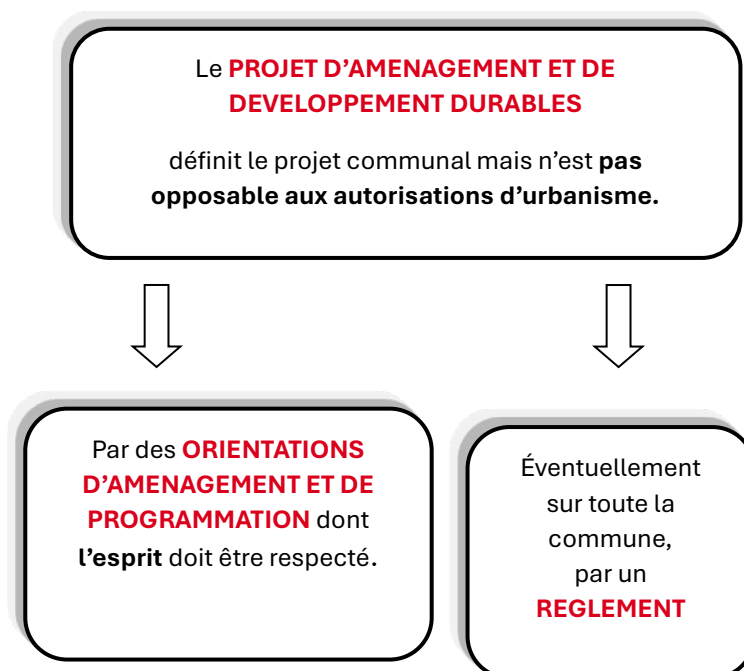 Le PROJET D’AMENAGEMENT ET DE
DEVELOPPEMENT DURABLES
définit le projet communal mais n’est pas
opposable aux autorisations d’urbanisme.
Par des ORIENTATIONS
D’AMENAGEMENT ET DE
PROGRAMMATION dont
l’esprit doit être respecté.
Éventuellement
sur toute la
commune,
par un
REGLEMENT